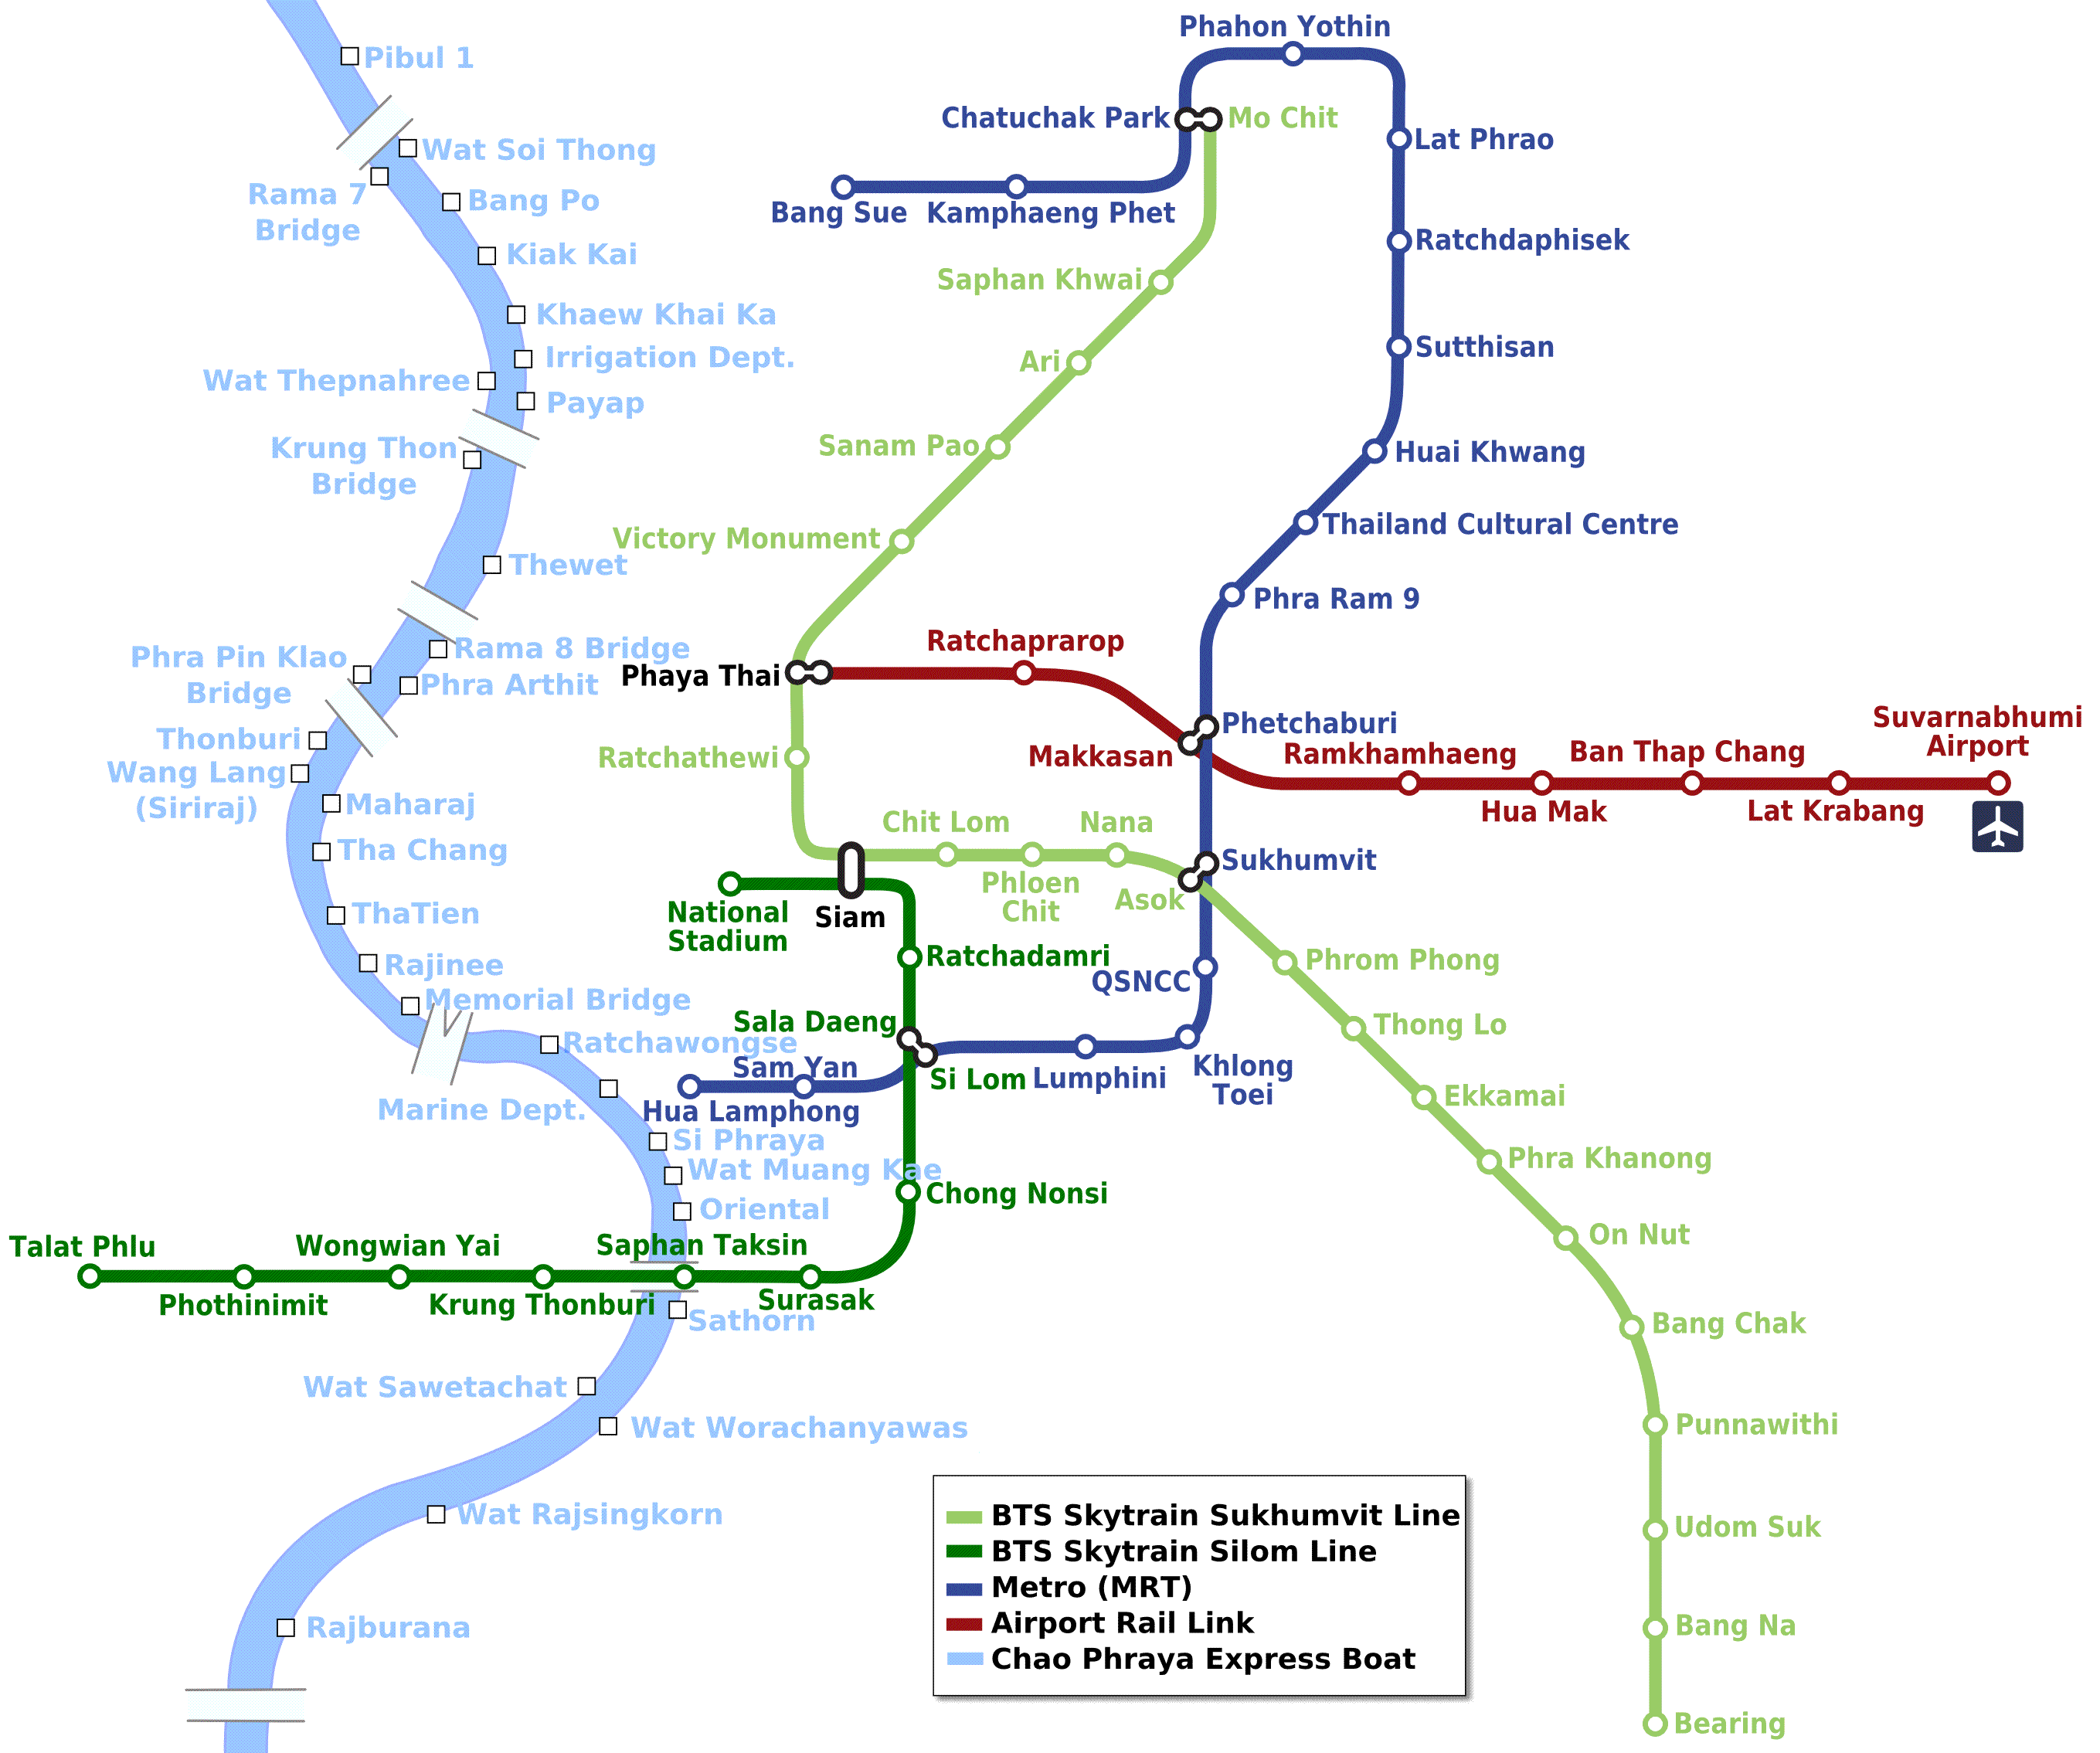 Phahon Yothin
Pibul 1
Chatuchak Park
Mo Chit
Lat Phrao
Wat Soi Thong
Rama 7
Bridge
Bang Po
Bang Sue
Kamphaeng Phet
Ratchdaphisek
Kiak Kai
Saphan Khwai
Khaew Khai Ka
Sutthisan
Irrigation Dept.
Ari
Wat Thepnahree
Payap
Krung Thon
Bridge
Sanam Pao
Huai Khwang
Thailand Cultural Centre
Victory Monument
Thewet
Phra Ram 9
Rama 8 Bridge
Ratchaprarop
Phra Pin Klao
Bridge
Phaya Thai
Phra Arthit
Suvarnabhumi
Airport
Phetchaburi
Thonburi
Ratchathewi
Makkasan
Ramkhamhaeng
Ban Thap Chang
Wang Lang
(Siriraj)
Maharaj
Hua Mak
Lat Krabang
Chit Lom
Nana
Tha Chang
Sukhumvit
Phloen
Chit
Asok
National
Stadium
Siam
ThaTien
Ratchadamri
Phrom Phong
Rajinee
QSNCC
Memorial Bridge
Sala Daeng
Thong Lo
Ratchawongse
Sam Yan
Si Lom
Lumphini
Khlong
Toei
Marine Dept.
Hua Lamphong
Ekkamai
Si Phraya
Wat Muang Kae
Phra Khanong
Chong Nonsi
Oriental
On Nut
Talat Phlu
Wongwian Yai
Saphan Taksin
Phothinimit
Krung Thonburi
Surasak
Sathorn
Bang Chak
Wat Sawetachat
Wat Worachanyawas
Punnawithi
Wat Rajsingkorn
Udom Suk
BTS Skytrain Sukhumvit Line
BTS Skytrain Silom Line
Metro (MRT)
Airport Rail Link
Chao Phraya Express Boat
Rajburana
Bang Na
Bearing